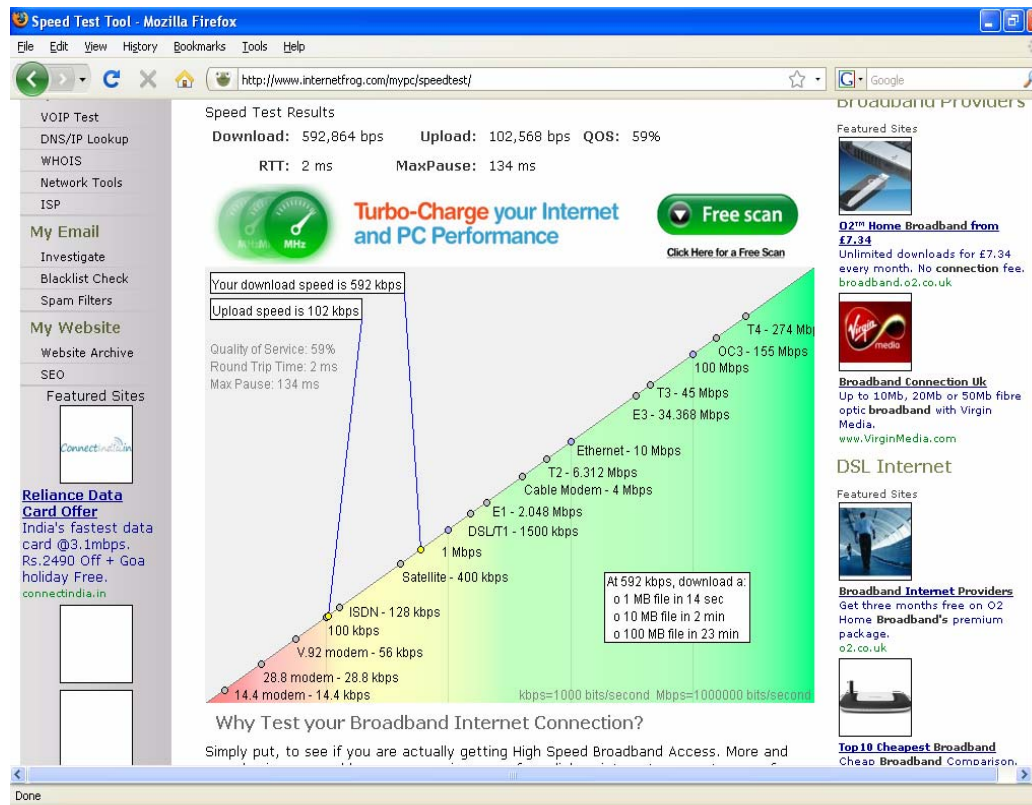 Speed Test Tool - Mozilla Firefox
File Edit View History Bookmarks Tools Help
http://www.internetfrog.com/mypc/speedtest/
G Google
VOIP Test
DNS/IP Lookup
WHOIS
Network Tools
ISP
My Email
Investigate
Blacklist Check
Spam Filters
My Website
Website Archive
SEO
Featured Sites
Connectindia.in
Reliance Data
Card Offer
India's fastest data
card @3.1mbps.
Rs.2490 Off + Goa
holiday Free.
connectindia.in
Speed Test Results
Download: 592,864 bps Upload: 102,568 bps QOS: 59%
RTT: 2 ms MaxPause: 134 ms
MHz
Turbo-Charge your Internet
and PC Performance
Free scan
Click Here for a Free Scan
Your download speed is 592 kbps
Upload speed is 102 kbps
Quality of Service: 59%
Round Trip Time: 2 ms
Max Pause: 134 ms
T4 - 274 Mbp
OC3 - 155 Mbps
100 Mbps
T3 - 45 Mbps
E3 - 34.368 Mbps
Ethernet - 10 Mbps
T2 - 6.312 Mbps
Cable Modem - 4 Mbps
E1 - 2.048 Mbps
DSL/T1 - 1500 kbps
1 Mbps
Satellite - 400 kbps
ISDN - 128 kbps
100 kbps
V.92 modem - 56 kbps
28.8 modem - 28.8 kbps
14.4 modem - 14.4 kbps
At 592 kbps, download a:
o 1 MB file in 14 sec
o 10 MB file in 2 min
o 100 MB file in 23 min
kbps=1000 bits/second Mbps=1000000 bits/second
Why Test your Broadband Internet Connection?
Simply put, to see if you are actually getting High Speed Broadband Access. More and
Broadband Providers
Featured Sites
O2™ Home Broadband from
£7.34
Unlimited downloads for £7.34
every month. No connection fee.
broadband.o2.co.uk
Virgin
media
Broadband Connection Uk
Up to 10Mb, 20Mb or 50Mb fibre
optic broadband with Virgin
Media.
www.VirginMedia.com
DSL Internet
Featured Sites
Broadband Internet Providers
Get three months free on O2
Home Broadband's premium
package.
o2.co.uk
Top 10 Cheapest Broadband
Cheap Broadband Comparison.
Done